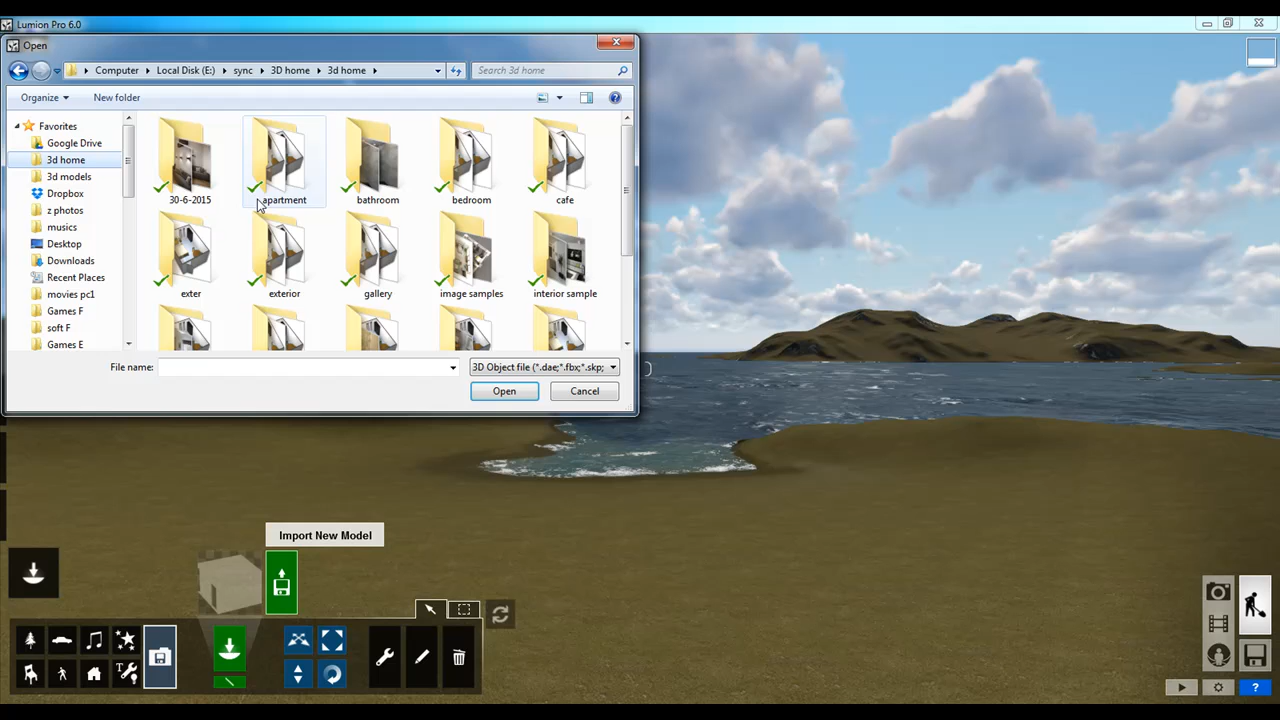 Lumion Pro 6.0
Open
Computer ▸ Local Disk (E:) ▸ sync ▸ 3D home ▸ 3d home ▸
Search 3d home
Organize
New folder
Favorites
Google Drive
3d home
3d models
Dropbox
z photos
musics
Desktop
Downloads
Recent Places
movies pc1
Games F
soft F
Games E
30-6-2015
apartment
bathroom
bedroom
cafe
exter
exterior
gallery
image samples
interior sample
File name:
3D Object file (*.dae;*.fbx;*.skp;
Open
Cancel
Import New Model
?